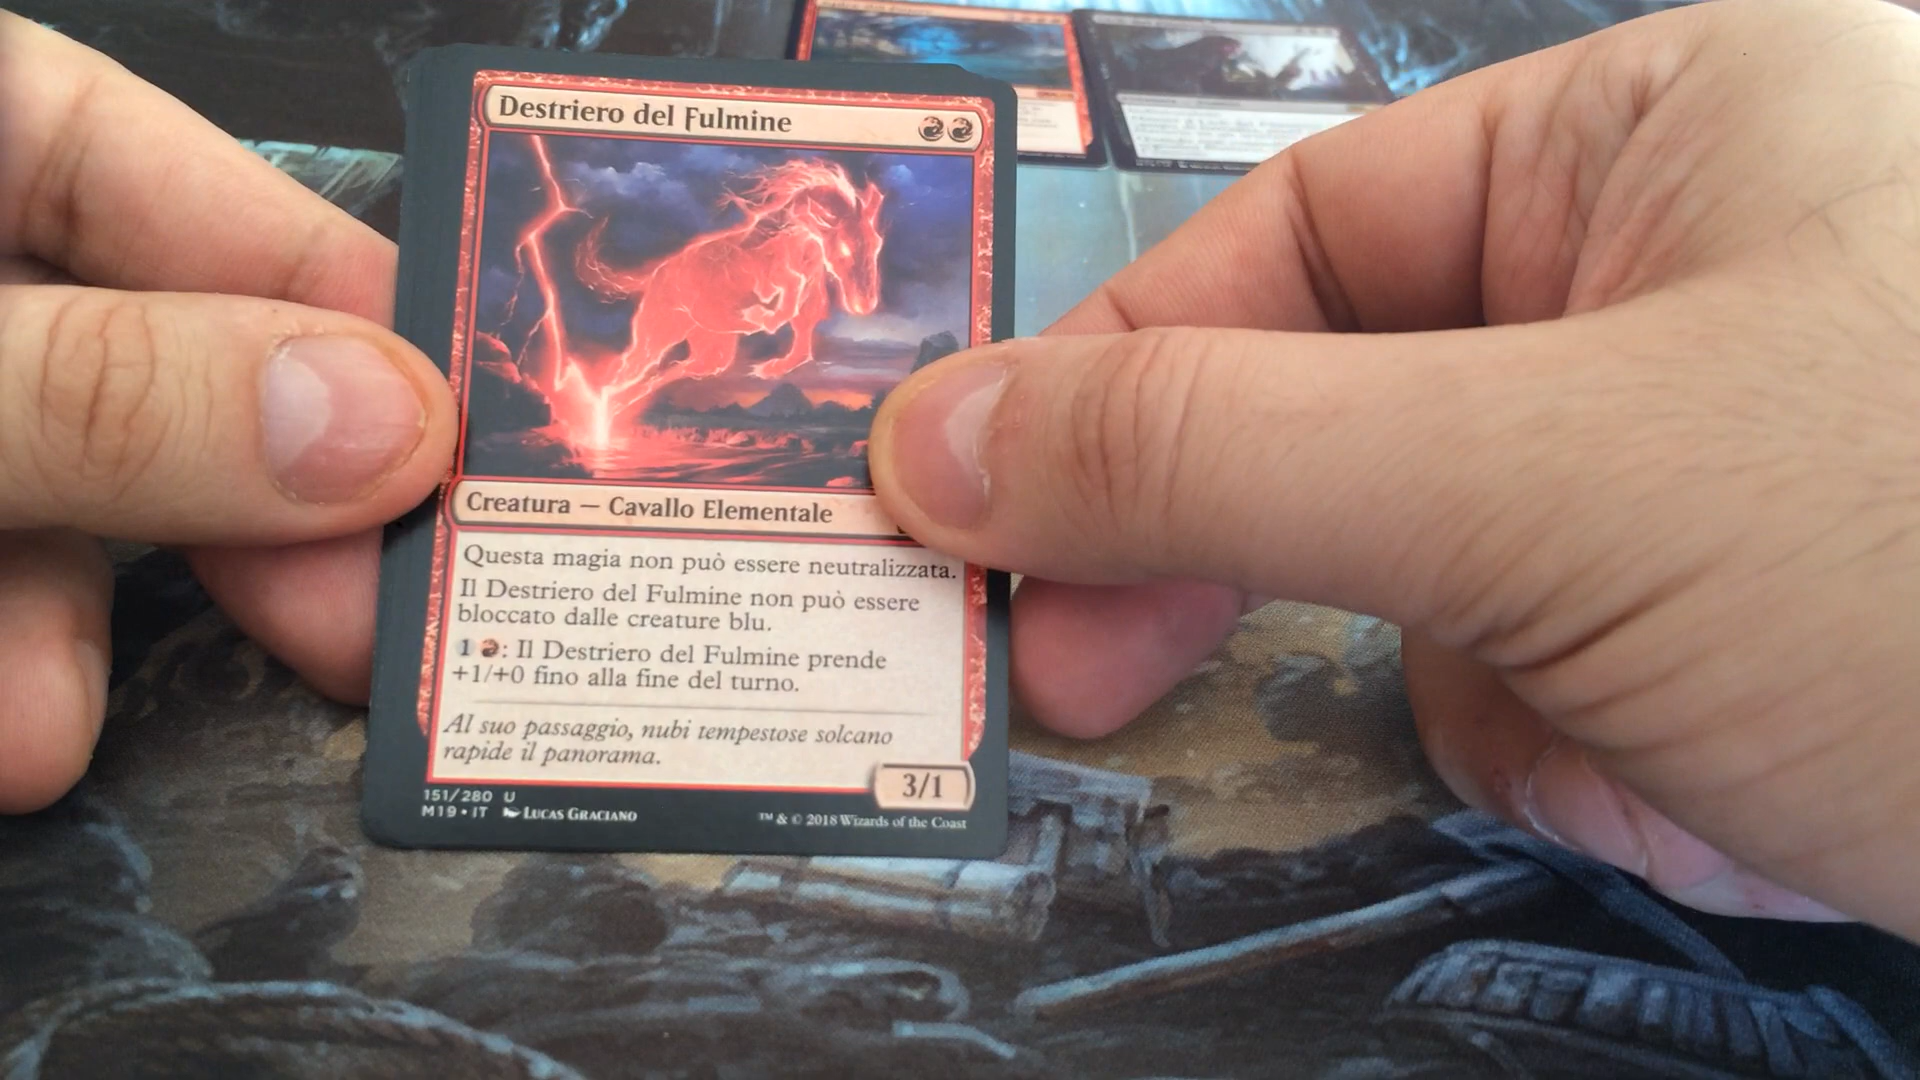 Destriero del Fulmine
Creatura — Cavallo Elementale
Questa magia non può essere neutralizzata.
Il Destriero del Fulmine non può essere
bloccato dalle creature blu.
1 : Il Destriero del Fulmine prende
+1/+0 fino alla fine del turno.
Al suo passaggio, nubi tempestose solcano
rapide il panorama.
3/1
151/280 U
M19 • IT Lucas Graciano
™ & © 2018 Wizards of the Coast